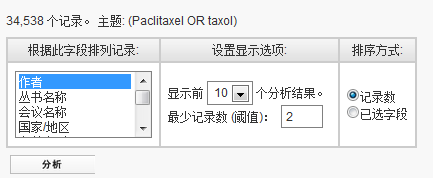 34,538 个记录。 主题: (Paclitaxel OR taxol)
根据此字段排列记录: 设置显示选项: 排序方式:
作者
丛书名称
会议名称
国家/地区
显示前 10 个分析结果。
最少记录数 (阈值): 2
记录数
已选字段
分析